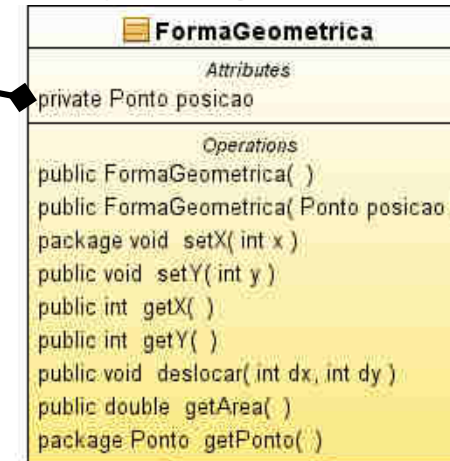 FormaGeometrica
Attributes
private Ponto posicao
Operations
public FormaGeometrica( )
public FormaGeometrica( Ponto posicao
package void setX( int x )
public void setY( int y )
public int getX( )
public int getY( )
public void deslocar( int dx, int dy )
public double getArea( )
package Ponto getPonto( )